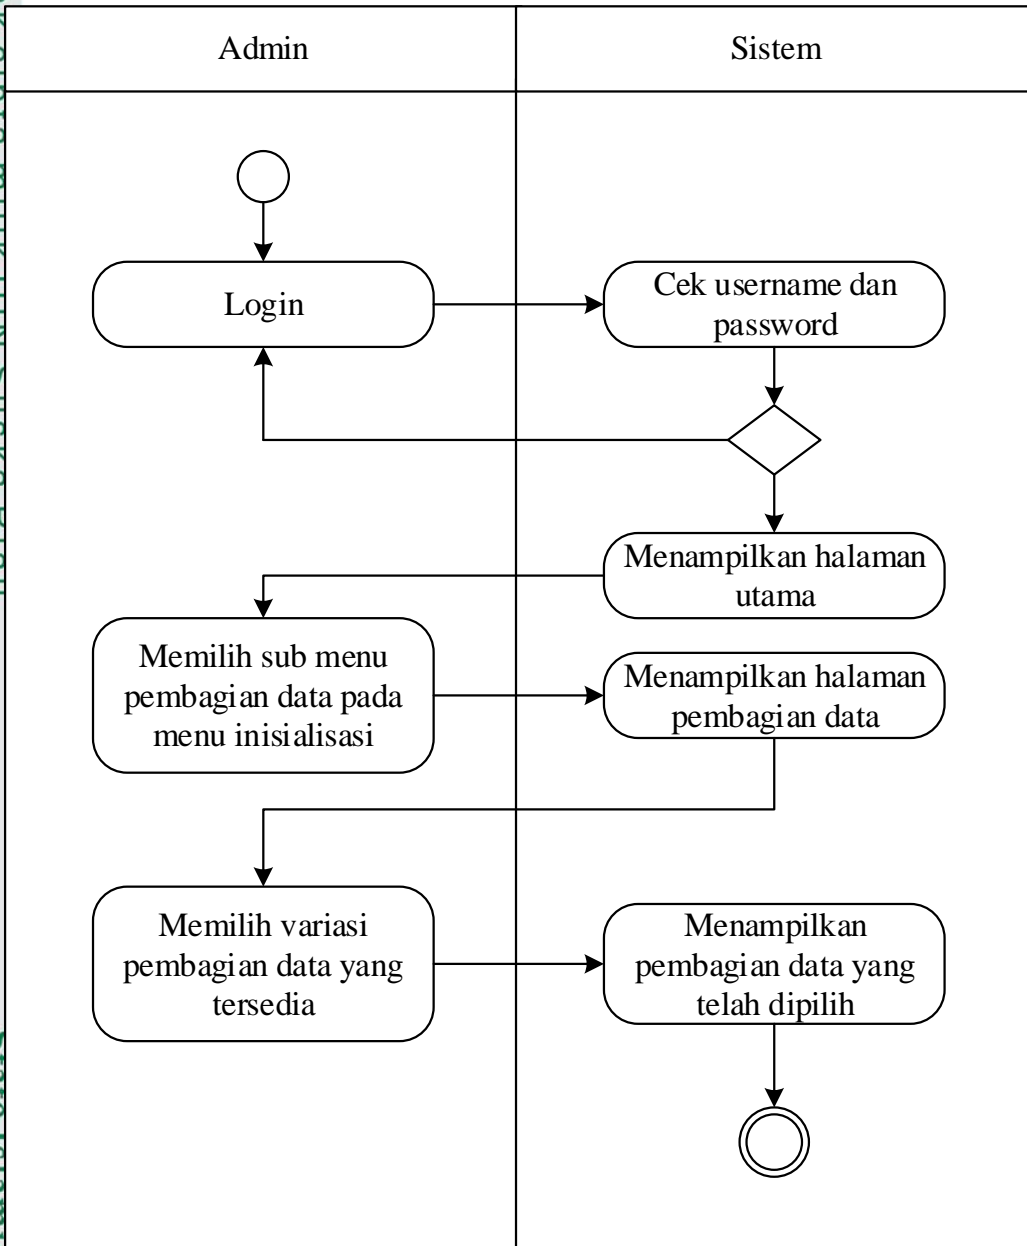 Admin
Sistem
Login
Cek username dan
password
Menampilkan halaman
utama
Memilih sub menu
pembagian data pada
menu inisialisasi
Menampilkan halaman
pembagian data
Memilih variasi
pembagian data yang
tersedia
Menampilkan
pembagian data yang
telah dipilih